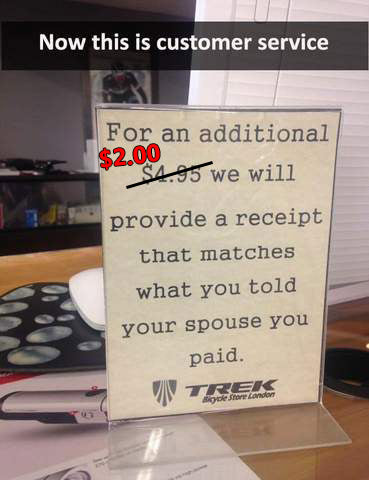 Now this is customer service
For an additional
$2.00
$4.95 we will
provide a receipt
that matches
what you told
your spouse you
paid.
TREK
Bicycle Store London